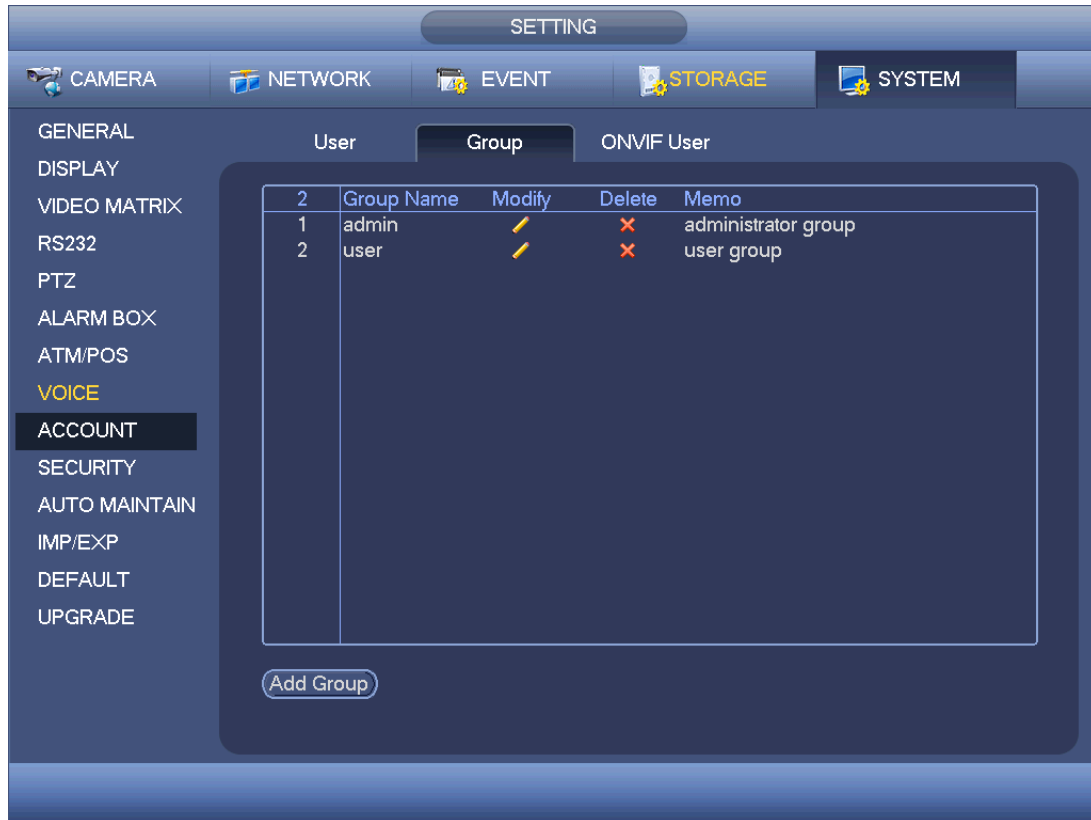 SETTING
CAMERA NETWORK EVENT STORAGE SYSTEM
GENERAL
DISPLAY
VIDEO MATRIX
RS232
PTZ
ALARM BOX
ATM/POS
VOICE
ACCOUNT
SECURITY
AUTO MAINTAIN
IMP/EXP
DEFAULT
UPGRADE
User Group ONVIF User
2 Group Name Modify Delete Memo
1 admin administrator group
2 user user group
Add Group